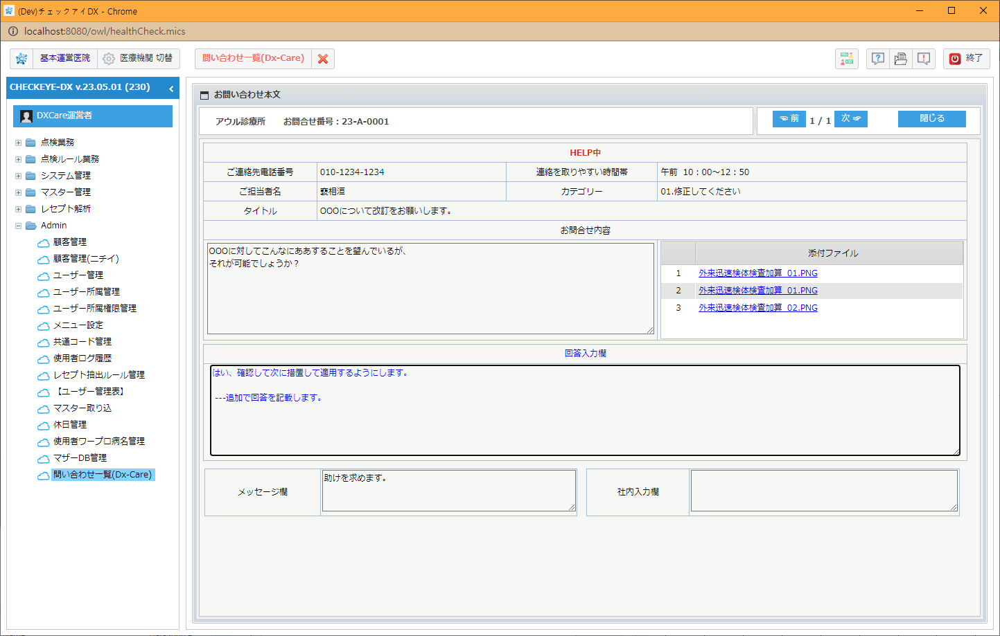 (Dev)チェックアイDX - Chrome
localhost:8080/owl/healthCheck.mics
基本運営医院
医療機関 切替
問い合わせ一覧(Dx-Care)
終了
CHECKEYE-DX v.23.05.01 (230)
DXCare運営者
点検業務
点検ルール業務
システム管理
マスター管理
レセプト解析
Admin
顧客管理
顧客管理(ニチイ)
ユーザー管理
ユーザー所属管理
ユーザー所属権限管理
メニュー設定
共通コード管理
使用者ログ履歴
レセプト抽出ルール管理
【ユーザー管理表】
マスター取り込
休日管理
使用者ワープロ病名管理
マザーDB管理
問い合わせ一覧(Dx-Care)
お問い合わせ本文
アウル診療所 お問合せ番号 : 23-A-0001
前 1 / 1 次
閉じる
HELP中
ご連絡先電話番号 010-1234-1234 連絡を取りやすい時間帯 午前 10：00～12：50
ご担当者名 裵相洹 カテゴリー 01.修正してください
タイトル OOOについて改訂をお願いします。
お問合せ内容
OOOに対してこんなにああすることを望んでいるが、
それが可能でしょうか？
添付ファイル
1 外来迅速検体検査加算_01.PNG
2 外来迅速検体検査加算_01.PNG
3 外来迅速検体検査加算_02.PNG
回答入力欄
はい、確認して次に措置して適用するようにします。
---追加で回答を記載します。
メッセージ欄 助けを求めます。
社内入力欄